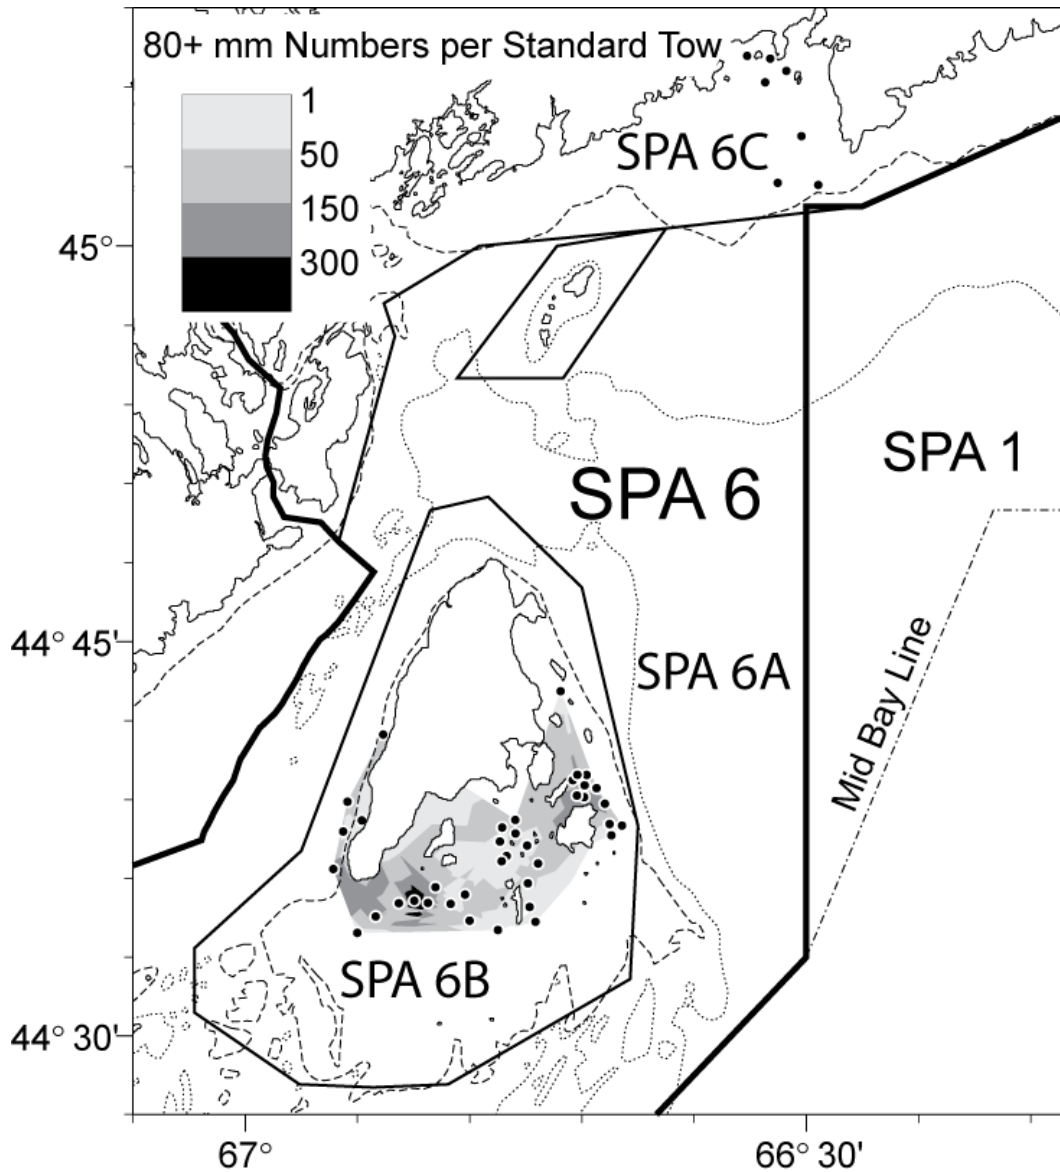 80+ mm Numbers per Standard Tow
1
50
150
300
SPA 6C
45°
SPA 1
SPA 6
44° 45'
SPA 6A
Mid Bay Line
SPA 6B
44° 30'
67°
66° 30'